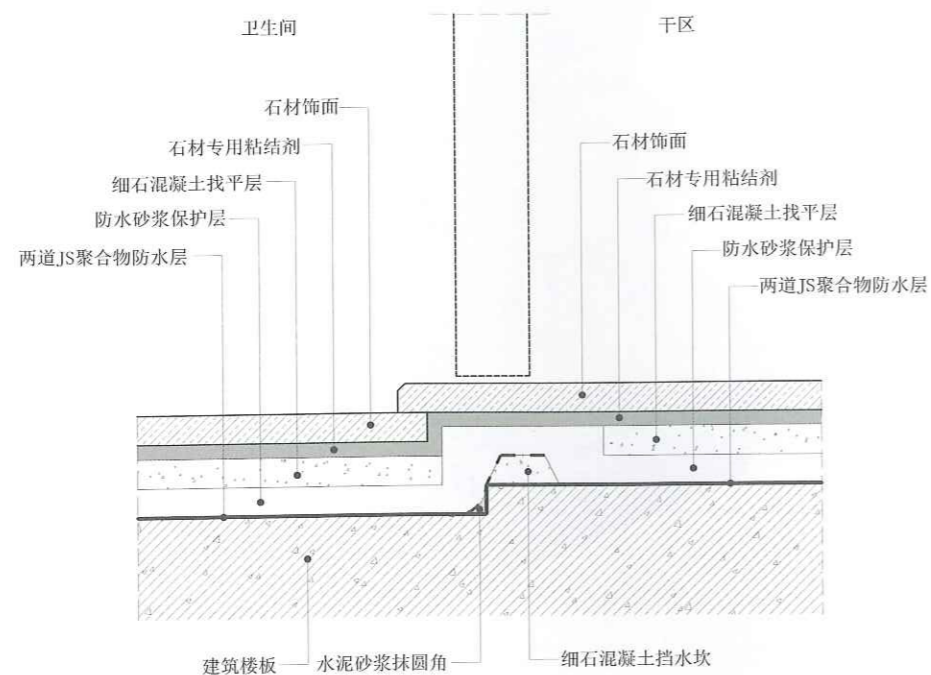 卫生间
干区
石材饰面
石材专用粘结剂
细石混凝土找平层
防水砂浆保护层
两道JS聚合物防水层
石材饰面
石材专用粘结剂
细石混凝土找平层
防水砂浆保护层
两道JS聚合物防水层
建筑楼板
水泥砂浆抹圆角
细石混凝土挡水坎